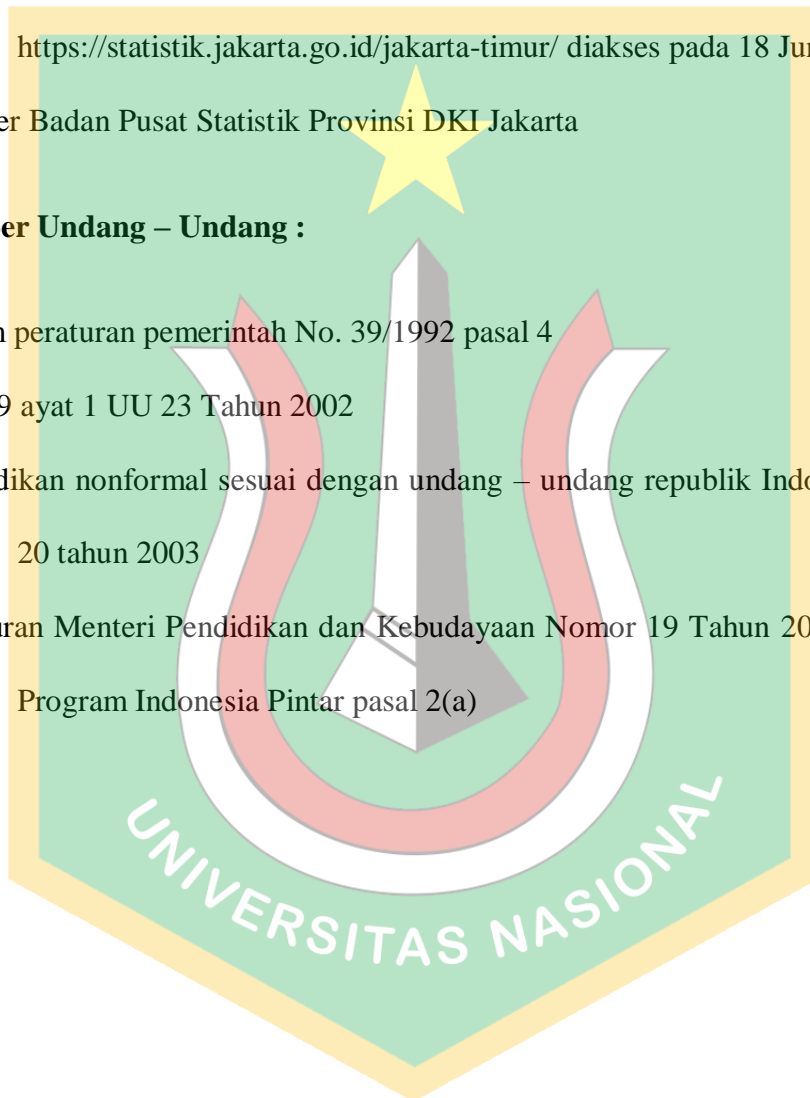 https://statistik.jakarta.go.id/jakarta-timur/ diakses pada 18 Jun
er Badan Pusat Statistik Provinsi DKI Jakarta
er Undang – Undang :
peraturan pemerintah No. 39/1992 pasal 4
9 ayat 1 UU 23 Tahun 2002
dikan nonformal sesuai dengan undang – undang republik Indo
20 tahun 2003
uran Menteri Pendidikan dan Kebudayaan Nomor 19 Tahun 20
Program Indonesia Pintar pasal 2(a)
UNIVERSITAS NASIONAL